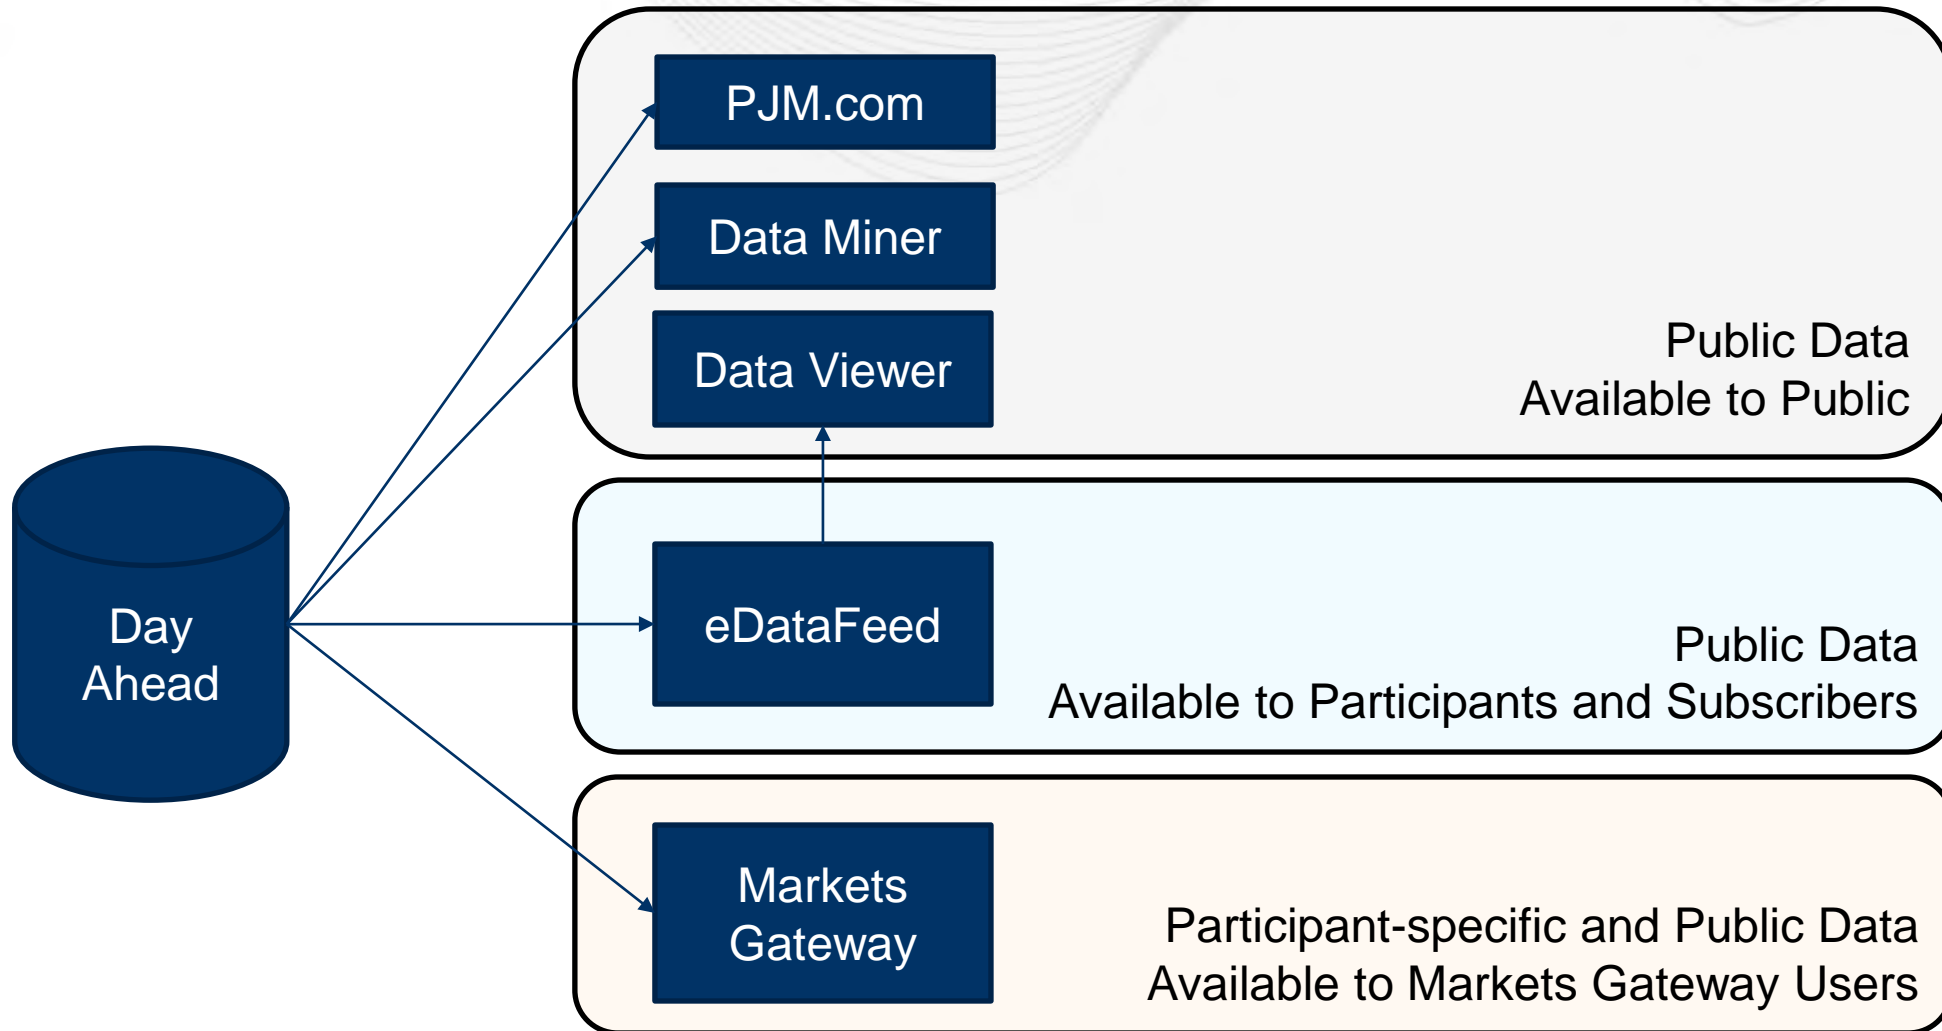 PJM.com
Data Miner
Data Viewer
Public Data
Available to Public
Day
Ahead
eDataFeed
Public Data
Available to Participants and Subscribers
Markets
Gateway
Participant-specific and Public Data
Available to Markets Gateway Users